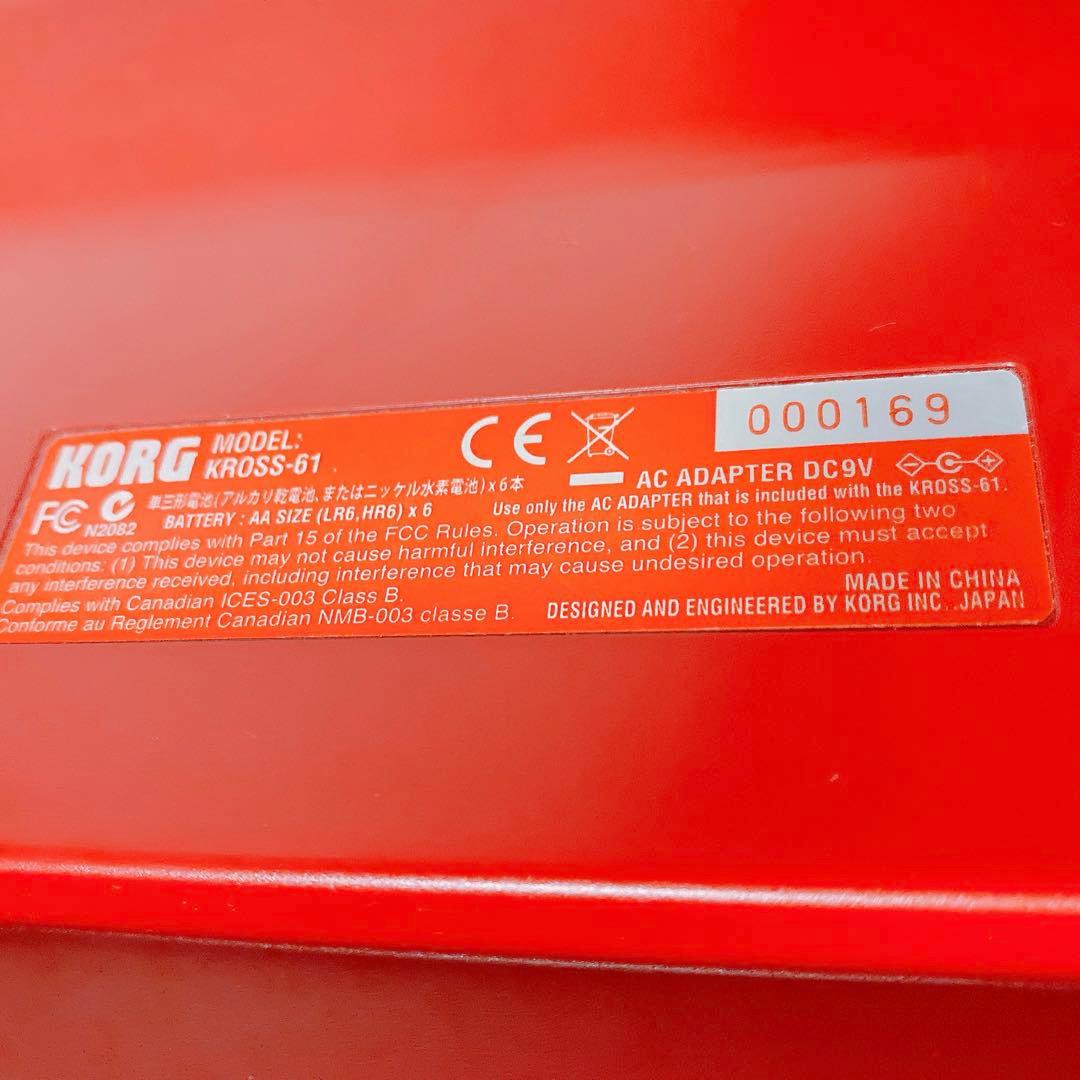 KORG MODEL: KROSS-61
000169
FC N2082
CE
単三形電池(アルカリ乾電池、またはニッケル水素電池)x6本
BATTERY : AA SIZE (LR6,HR6) x 6
AC ADAPTER DC9V
Use only the AC ADAPTER that is included with the KROSS-61.
This device complies with Part 15 of the FCC Rules. Operation is subject to the following two
conditions: (1) This device may not cause harmful interference, and (2) this device must accept
any interference received, including interference that may cause undesired operation.
Complies with Canadian ICES-003 Class B.
Conforme au Reglement Canadian NMB-003 classe B.
MADE IN CHINA
DESIGNED AND ENGINEERED BY KORG INC. JAPAN